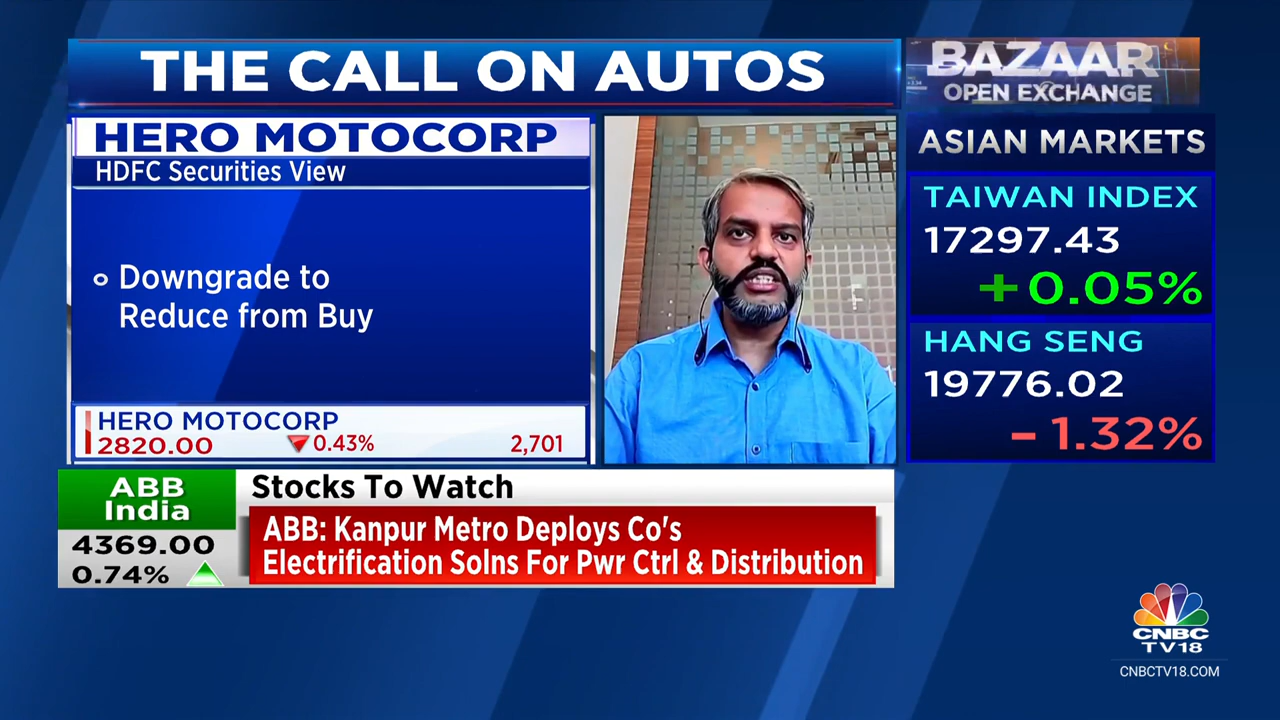 THE CALL ON AUTOS
BAZAAR
OPEN EXCHANGE
HERO MOTOCORP
HDFC Securities View
Downgrade to
Reduce from Buy
HERO MOTOCORP
2820.00 0.43% 2,701
ASIAN MARKETS
TAIWAN INDEX
17297.43
+0.05%
HANG SENG
19776.02
-1.32%
ABB
India
4369.00
0.74%
Stocks To Watch
ABB: Kanpur Metro Deploys Co's
Electrification Solns For Pwr Ctrl & Distribution
CNBC
TV18
CNBCTV18.COM